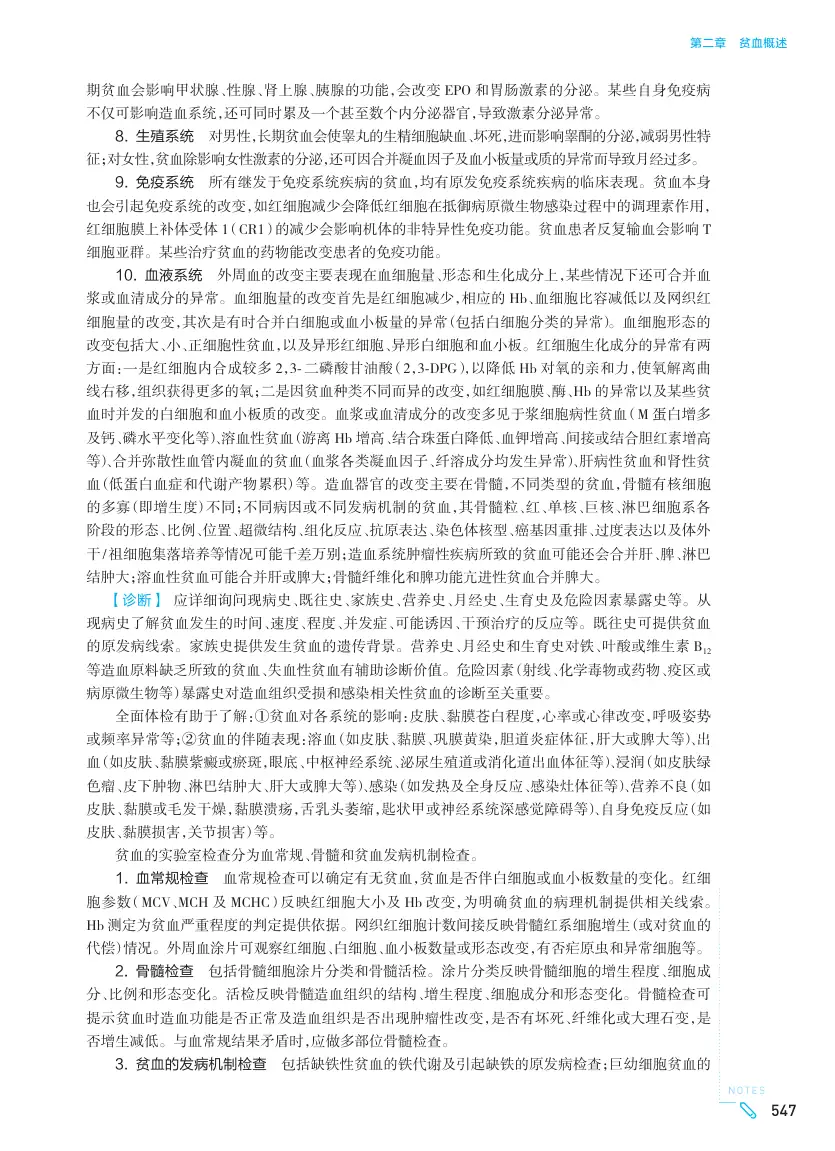 第二章 贫血概述
期贫血会影响甲状腺、性腺、肾上腺、胰腺的功能,会改变 EPO 和胃肠激素的分泌。某些自身免疫病
不仅可影响造血系统,还可同时累及一个甚至数个内分泌器官,导致激素分泌异常。
8. 生殖系统 对男性,长期贫血会使睾丸的生精细胞缺血、坏死,进而影响睾酮的分泌,减弱男性特
征;对女性,贫血除影响女性激素的分泌,还可因合并凝血因子及血小板量或质的异常而导致月经过多。
9. 免疫系统 所有继发于免疫系统疾病的贫血,均有原发免疫系统疾病的临床表现。贫血本身
也会引起免疫系统的改变,如红细胞减少会降低红细胞在抵御病原微生物感染过程中的调理素作用,
红细胞膜上补体受体 1(CR1)的减少会影响机体的非特异性免疫功能。贫血患者反复输血会影响 T
细胞亚群。某些治疗贫血的药物能改变患者的免疫功能。
10. 血液系统 外周血的改变主要表现在血细胞量、形态和生化成分上,某些情况下还可合并血
浆或血清成分的异常。血细胞量的改变首先是红细胞减少,相应的 Hb、血细胞比容减低以及网织红
细胞量的改变,其次是有时合并白细胞或血小板量的异常(包括白细胞分类的异常)。血细胞形态的
改变包括大、小、正细胞性贫血,以及异形红细胞、异形白细胞和血小板。红细胞生化成分的异常有两
方面:一是红细胞内合成较多 2,3-二磷酸甘油酸(2,3-DPG),以降低 Hb 对氧的亲和力,使氧解离曲
线右移,组织获得更多的氧;二是因贫血种类不同而异的改变,如红细胞膜、酶、Hb 的异常以及某些贫
血时并发的白细胞和血小板质的改变。血浆或血清成分的改变多见于浆细胞病性贫血(M 蛋白增多
及钙、磷水平变化等)、溶血性贫血(游离 Hb 增高、结合珠蛋白降低、血钾增高、间接或结合胆红素增高
等)、合并弥散性血管内凝血的贫血(血浆各类凝血因子、纤溶成分均发生异常)、肝病性贫血和肾性贫
血(低蛋白血症和代谢产物累积)等。造血器官的改变主要在骨髓,不同类型的贫血,骨髓有核细胞
的多寡(即增生度)不同;不同病因或不同发病机制的贫血,其骨髓粒、红、单核、巨核、淋巴细胞系各
阶段的形态、比例、位置、超微结构、组化反应、抗原表达、染色体核型、癌基因重排、过度表达以及体外
干/祖细胞集落培养等情况可能千差万别;造血系统肿瘤性疾病所致的贫血可能还会合并肝、脾、淋巴
结肿大;溶血性贫血可能合并肝或脾大;骨髓纤维化和脾功能亢进性贫血合并脾大。
【诊断】 应详细询问现病史、既往史、家族史、营养史、月经史、生育史及危险因素暴露史等。从
现病史了解贫血发生的时间、速度、程度、并发症、可能诱因、干预治疗的反应等。既往史可提供贫血
的原发病线索。家族史提供发生贫血的遗传背景。营养史、月经史和生育史对铁、叶酸或维生素 B₁₂
等造血原料缺乏所致的贫血、失血性贫血有辅助诊断价值。危险因素(射线、化学毒物或药物、疫区或
病原微生物等)暴露史对造血组织受损和感染相关性贫血的诊断至关重要。
全面体检有助于了解:①贫血对各系统的影响:皮肤、黏膜苍白程度,心率或心律改变,呼吸姿势
或频率异常等;②贫血的伴随表现:溶血(如皮肤、黏膜、巩膜黄染,胆道炎症体征,肝大或脾大等)、出
血(如皮肤、黏膜紫癜或瘀斑,眼底、中枢神经系统、泌尿生殖道或消化道出血体征等)、浸润(如皮肤绿
色瘤、皮下肿物、淋巴结肿大、肝大或脾大等)、感染(如发热及全身反应、感染灶体征等)、营养不良(如
皮肤、黏膜或毛发干燥,黏膜溃疡,舌乳头萎缩,匙状甲或神经系统深感觉障碍等)、自身免疫反应(如
皮肤、黏膜损害,关节损害)等。
贫血的实验室检查分为血常规、骨髓和贫血发病机制检查。
1. 血常规检查 血常规检查可以确定有无贫血,贫血是否伴白细胞或血小板数量的变化。红细
胞参数(MCV、MCH 及 MCHC)反映红细胞大小及 Hb 改变,为明确贫血的病理机制提供相关线索。
Hb 测定为贫血严重程度的判定提供依据。网织红细胞计数间接反映骨髓红系细胞增生(或对贫血的
代偿)情况。外周血涂片可观察红细胞、白细胞、血小板数量或形态改变,有否疟原虫和异常细胞等。
2. 骨髓检查 包括骨髓细胞涂片分类和骨髓活检。涂片分类反映骨髓细胞的增生程度、细胞成
分、比例和形态变化。活检反映骨髓造血组织的结构、增生程度、细胞成分和形态变化。骨髓检查可
提示贫血时造血功能是否正常及造血组织是否出现肿瘤性改变,是否有坏死、纤维化或大理石变,是
否增生减低。与血常规结果矛盾时,应做多部位骨髓检查。
3. 贫血的发病机制检查 包括缺铁性贫血的铁代谢及引起缺铁的原发病检查;巨幼细胞贫血的
NOTES
547